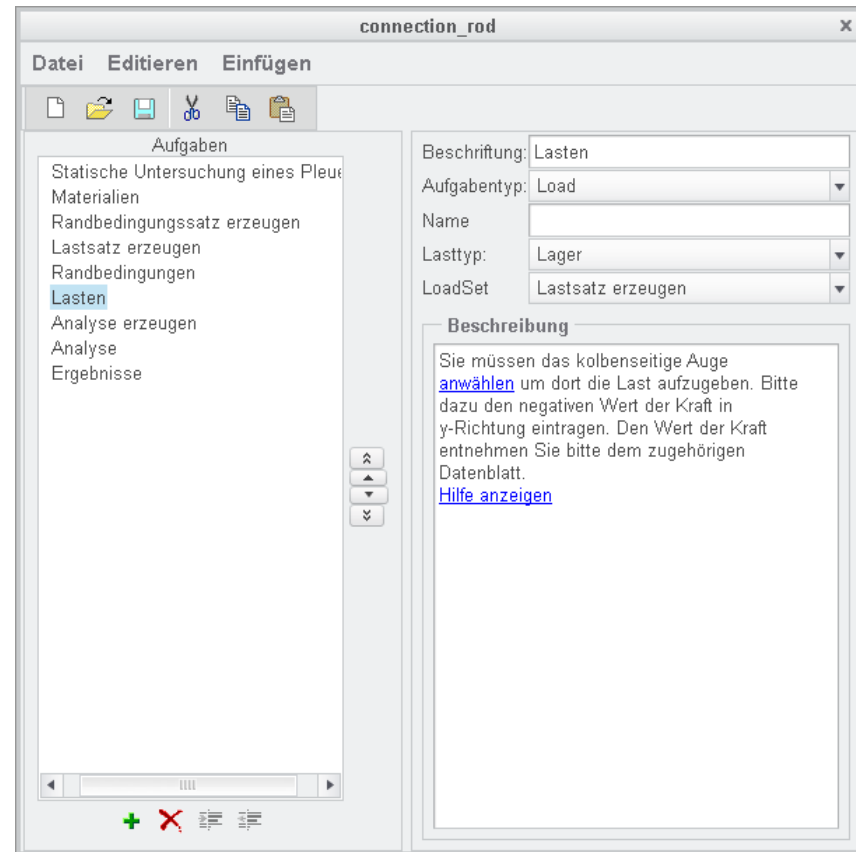 connection_rod
Datei Editieren Einfügen
Aufgaben
Statische Untersuchung eines Pleue
Materialien
Randbedingungssatz erzeugen
Lastsatz erzeugen
Randbedingungen
Lasten
Analyse erzeugen
Analyse
Ergebnisse
Beschriftung: Lasten
Aufgabentyp: Load
Name
Lasttyp: Lager
LoadSet Lastsatz erzeugen
Beschreibung
Sie müssen das kolbenseitige Auge
anwählen um dort die Last aufzugeben. Bitte
dazu den negativen Wert der Kraft in
y-Richtung eintragen. Den Wert der Kraft
entnehmen Sie bitte dem zugehörigen
Datenblatt.
Hilfe anzeigen